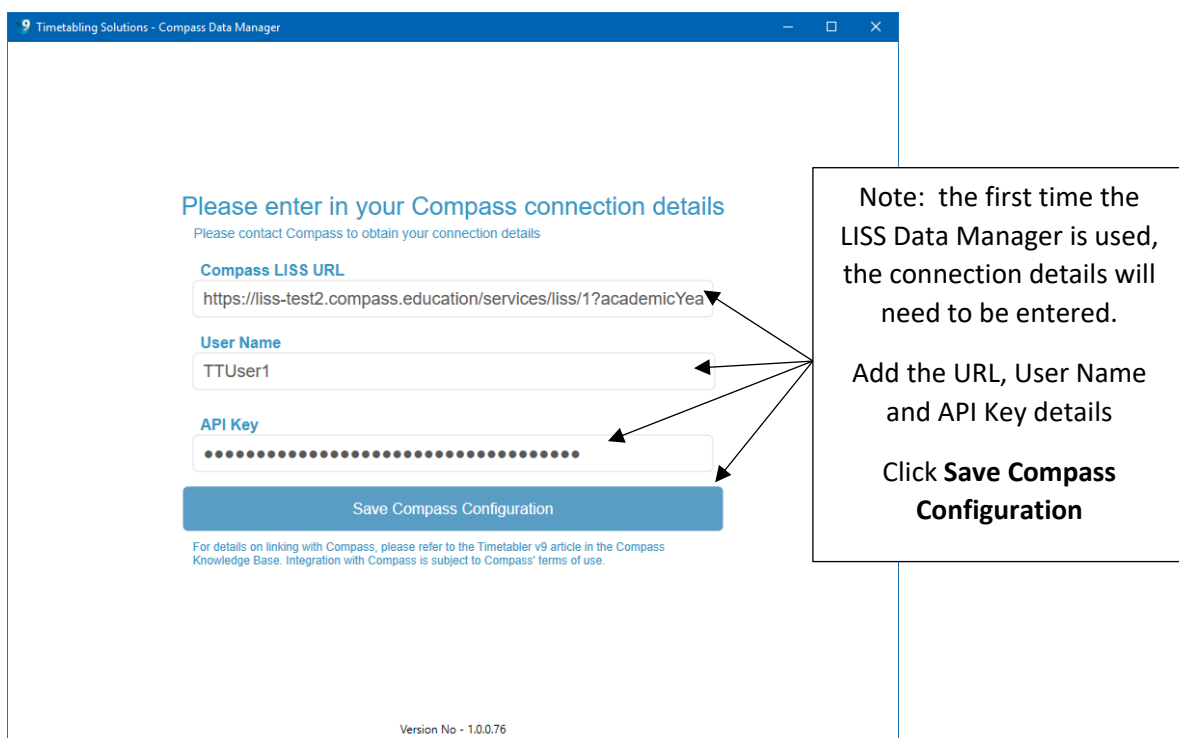 Timetabling Solutions - Compass Data Manager
Please enter in your Compass connection details
Please contact Compass to obtain your connection details
Compass LISS URL
https://liss-test2.compass.education/services/liss/1?academicYea
User Name
TTUser1
API Key
●●●●●●●●●●●●●●●●●●●●●●●●●●●●●●●●●●●●
Save Compass Configuration
For details on linking with Compass, please refer to the Timetabler v9 article in the Compass
Knowledge Base. Integration with Compass is subject to Compass' terms of use.
Version No - 1.0.0.76
Note: the first time the
LISS Data Manager is used,
the connection details will
need to be entered.
Add the URL, User Name
and API Key details
Click Save Compass
Configuration